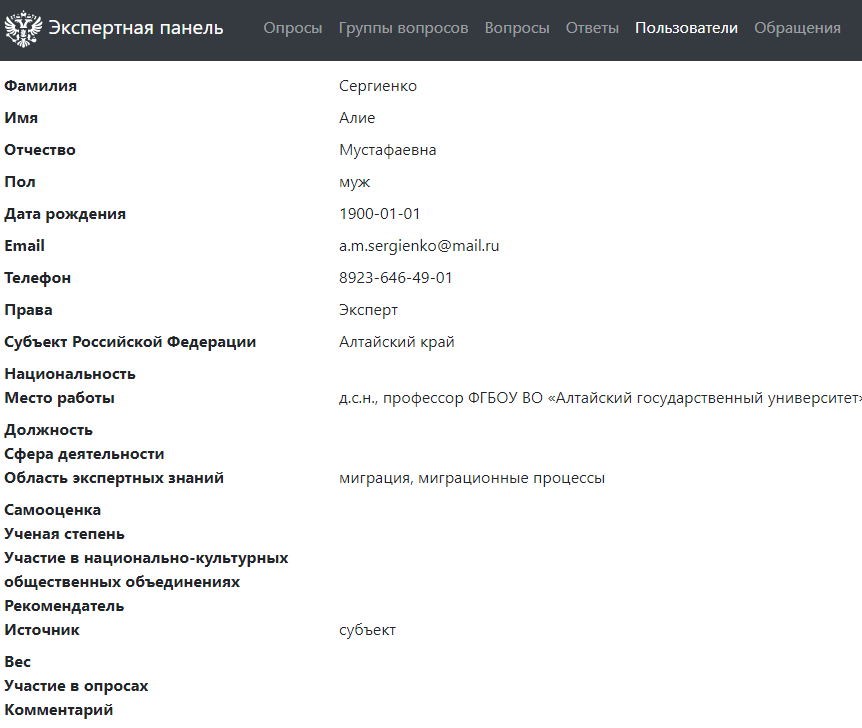 Экспертная панель Опросы Группы вопросов Вопросы Ответы Пользователи Обращения
Фамилия Сергиенко
Имя Алие
Отчество Мустафаевна
Пол муж
Дата рождения 1900-01-01
Email a.m.sergienko@mail.ru
Телефон 8923-646-49-01
Права Эксперт
Субъект Российской Федерации Алтайский край
Национальность
Место работы д.с.н., профессор ФГБОУ ВО «Алтайский государственный университет»
Должность
Сфера деятельности
Область экспертных знаний миграция, миграционные процессы
Самооценка
Ученая степень
Участие в национально-культурных
общественных объединениях
Рекомендатель
Источник субъект
Вес
Участие в опросах
Комментарий